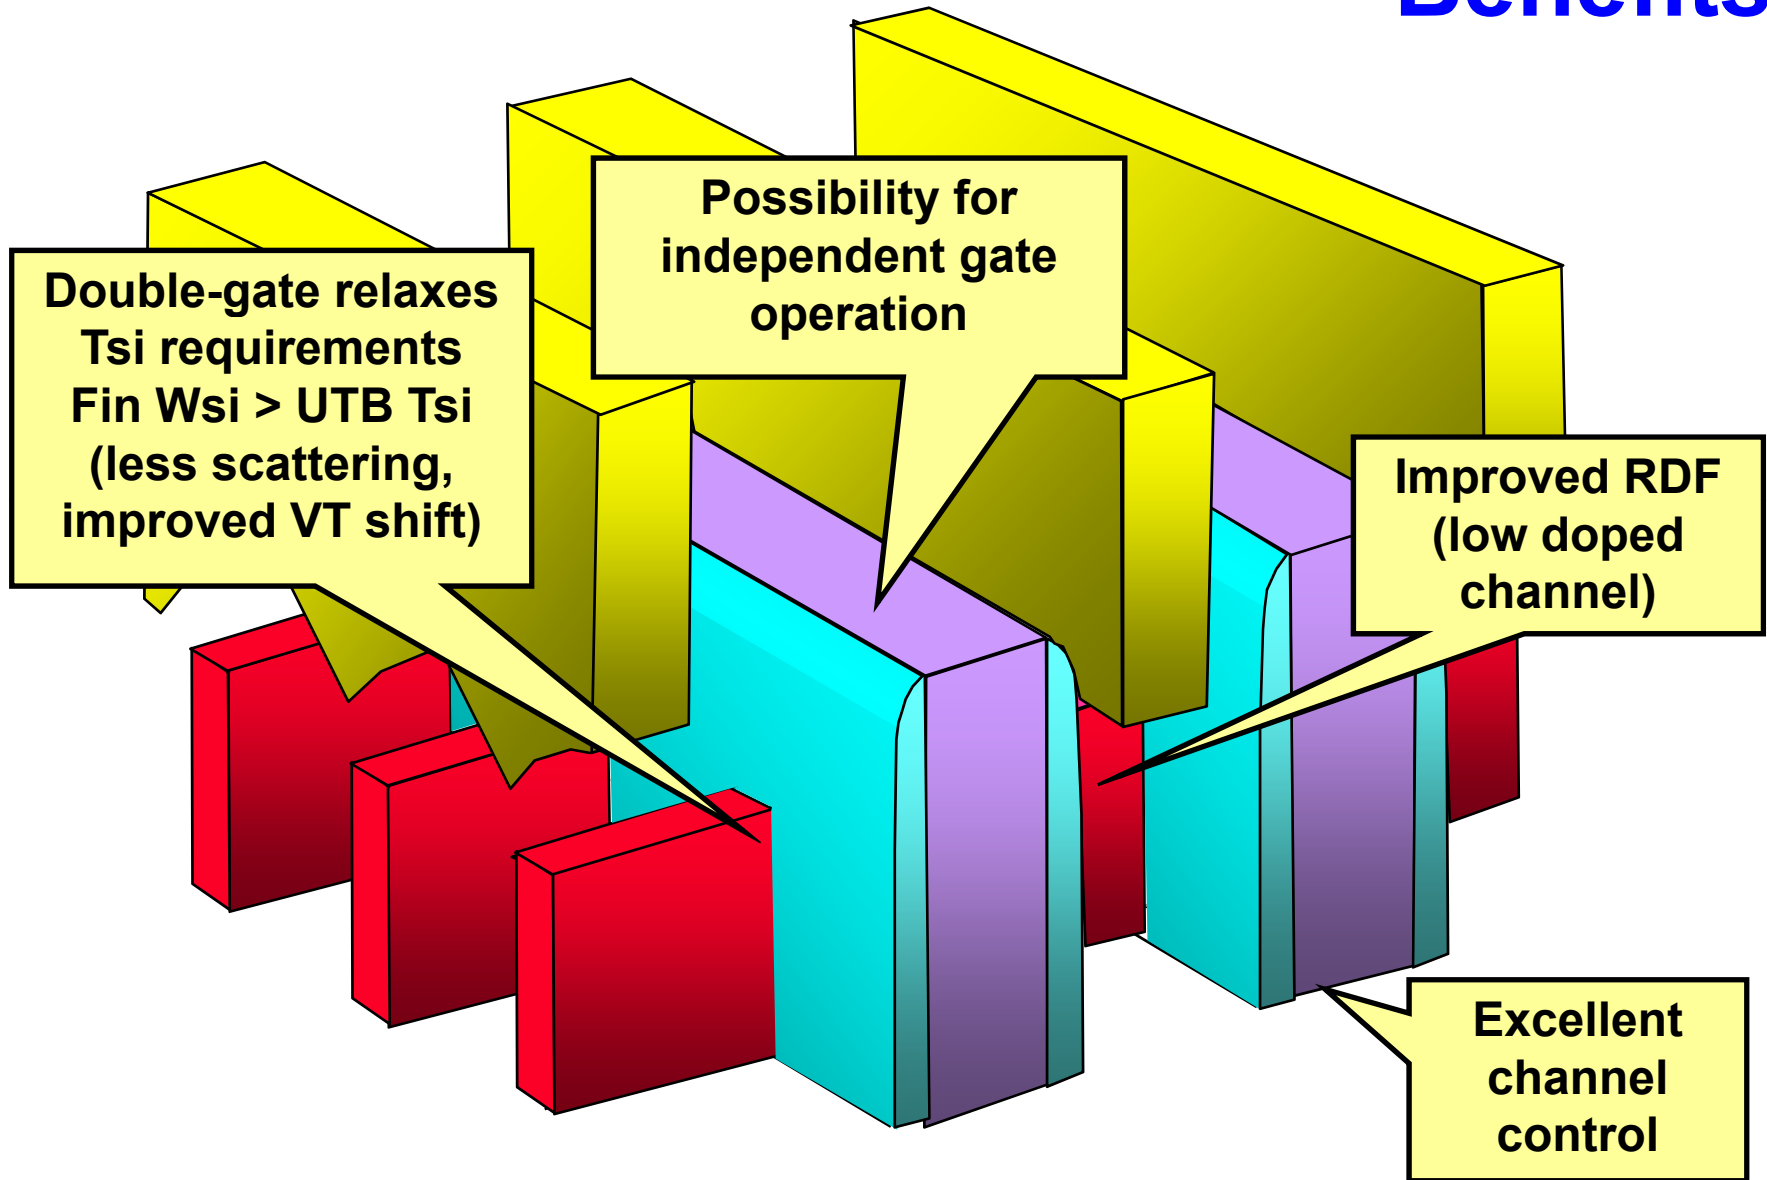 Benefits
Possibility for
independent gate
operation
Double-gate relaxes
Tsi requirements
Fin Wsi > UTB Tsi
(less scattering,
improved VT shift)
Improved RDF
(low doped
channel)
Excellent
channel
control